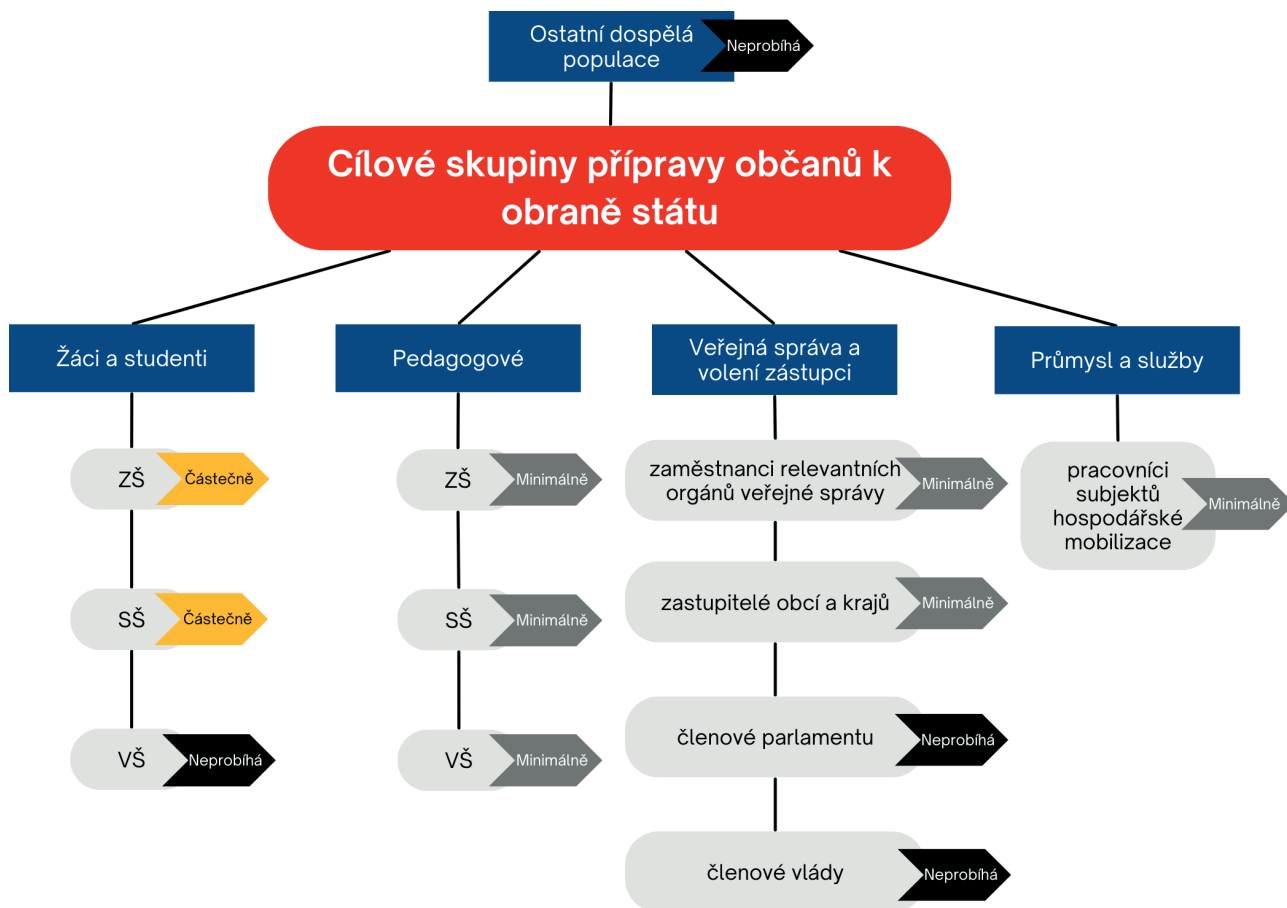 Ostatní dospělá
populace
Neprobíhá
Cílové skupiny přípravy občanů k
obraně státu
Žáci a studenti
ZŠ
Částečně
SŠ
Částečně
VŠ
Neprobíhá
Pedagogové
ZŠ
Minimálně
SŠ
Minimálně
VŠ
Minimálně
Veřejná správa a
volení zástupci
zaměstnanci relevantních
orgánů veřejné správy
Minimálně
zastupitelé obcí a krajů
Minimálně
členové parlamentu
Neprobíhá
členové vlády
Neprobíhá
Průmysl a služby
pracovníci
subjektů
hospodářské
mobilizace
Minimálně